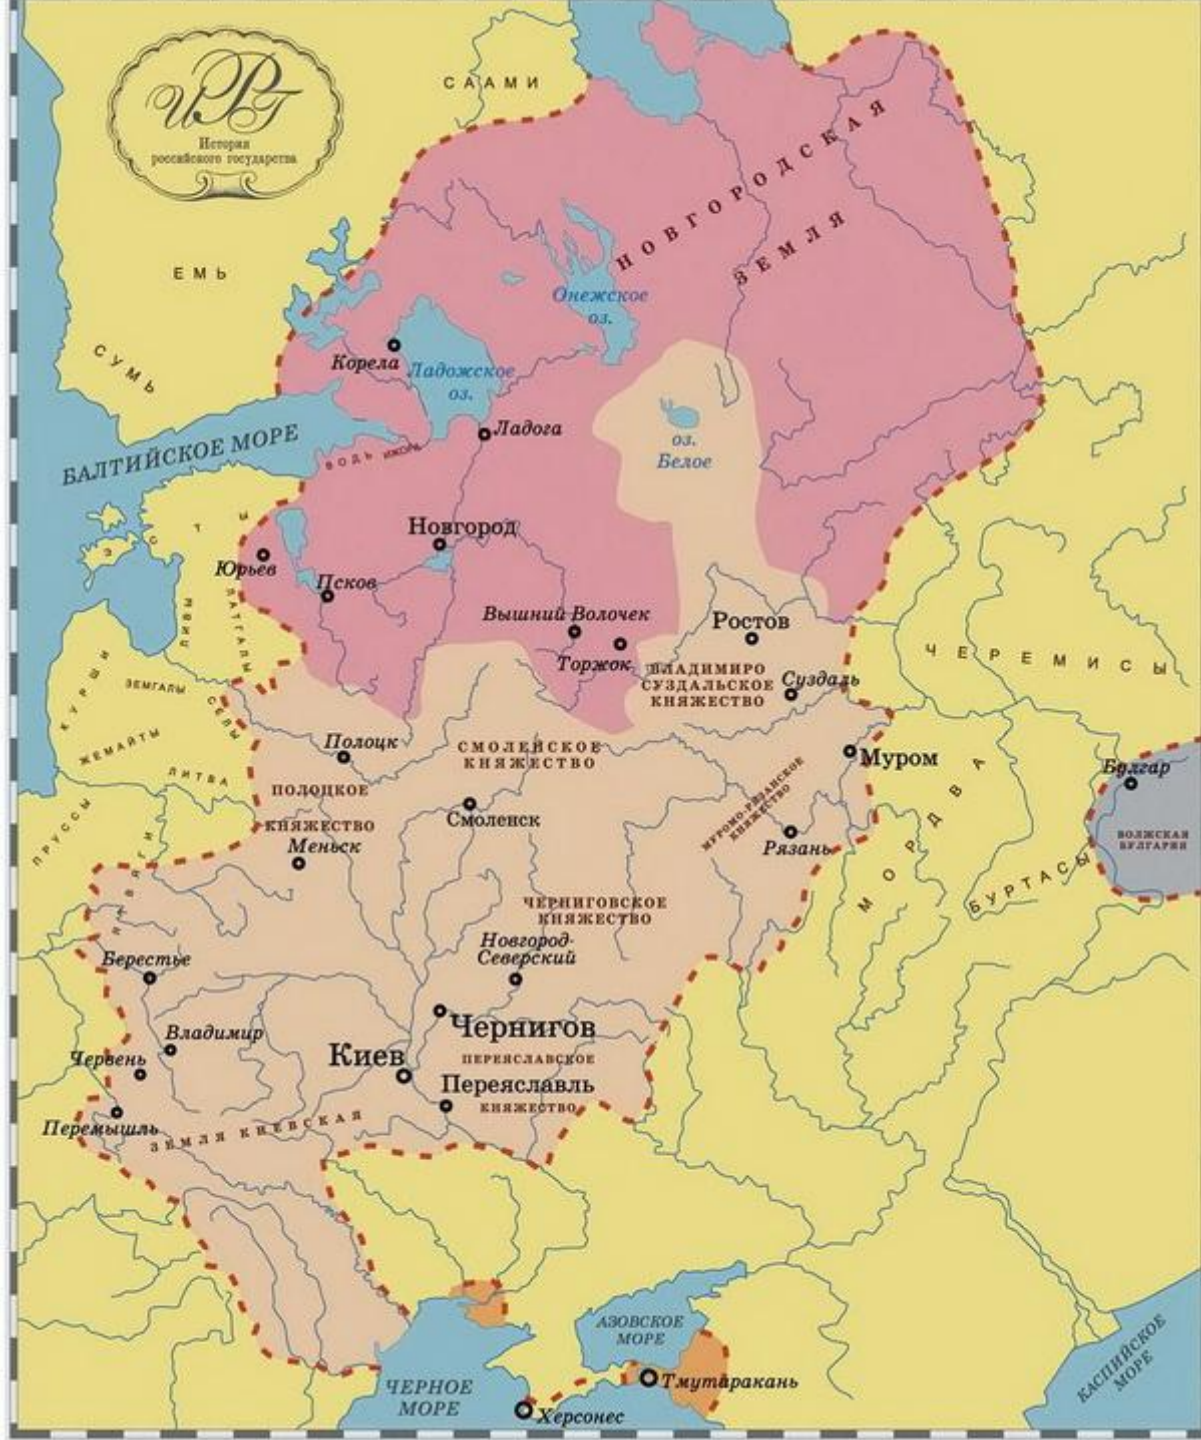 ИРГ
История
российского государства
СААМИ
НОВГОРОДСКАЯ
ЗЕМЛЯ
ЕМЬ
СУМЬ
Онежское
оз.
Корела
Ладожское
оз.
Ладога
БАЛТИЙСКОЕ МОРЕ
ВОДЬ
ИЖОРА
оз.
Белое
ЭСТЫ
Новгород
Юрьев
Псков
ЛИВЫ
ЛАТГАЛЫ
Вышний Волочек
Торжок
Ростов
ВЛАДИМИРО
СУЗДАЛЬСКОЕ
КНЯЖЕСТВО
Суздаль
ЧЕРЕМИСЫ
КУРШИ
ЗЕМГАЛЫ
СЕЛЫ
ЖЕМАЙТЫ
ЛИТВА
ПРУССЫ
Полоцк
СМОЛЕНСКОЕ
КНЯЖЕСТВО
Муром
МУРОМО-РЯЗАНСКОЕ
КНЯЖЕСТВО
Булгар
ПОЛОЦКОЕ
КНЯЖЕСТВО
Смоленск
Меньск
Рязань
МОРДВА
БУРТАСЫ
ВОЛЖСКАЯ
БУЛГАРИЯ
ЯТВЯГИ
ЧЕРНИГОВСКОЕ
КНЯЖЕСТВО
Новгород-
Северский
Берестье
Владимир
Червень
Чернигов
Киев
ПЕРЕЯСЛАВСКОЕ
Переяславль
КНЯЖЕСТВО
Перемышль
ЗЕМЛЯ КИЕВСКАЯ
АЗОВСКОЕ
МОРЕ
КАСПИЙСКОЕ
МОРЕ
ЧЕРНОЕ
МОРЕ
Тмутаракань
Херсонес